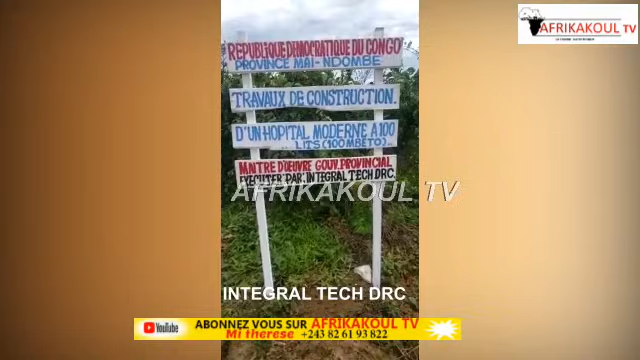 AFRIKAKOUL TV
REPUBLIQUE DEMOCRATIQUE DU CONGO
PROVINCE MAI-NDOMBE
TRAVAUX DE CONSTRUCTION.
D'UN HOPITAL MODERNE A 100
LITS (100 MBETO)..
MAITRE D'OEUVRE GOUV. PROVINCIAL
EXECUTER PAR: INTEGRAL TECH DRC.
AFRIKAKOUL TV
INTEGRAL TECH DRC
YouTube
ABONNEZ VOUS SUR AFRIKAKOUL TV
Mi therese +243 82 61 93 822